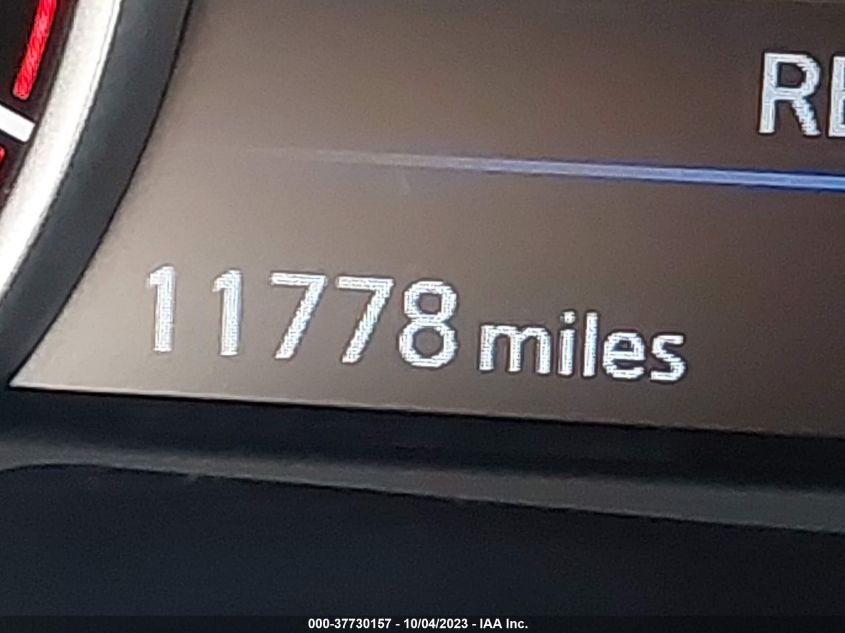 11778 miles
000-37730157 - 10/04/2023 - IAA Inc.